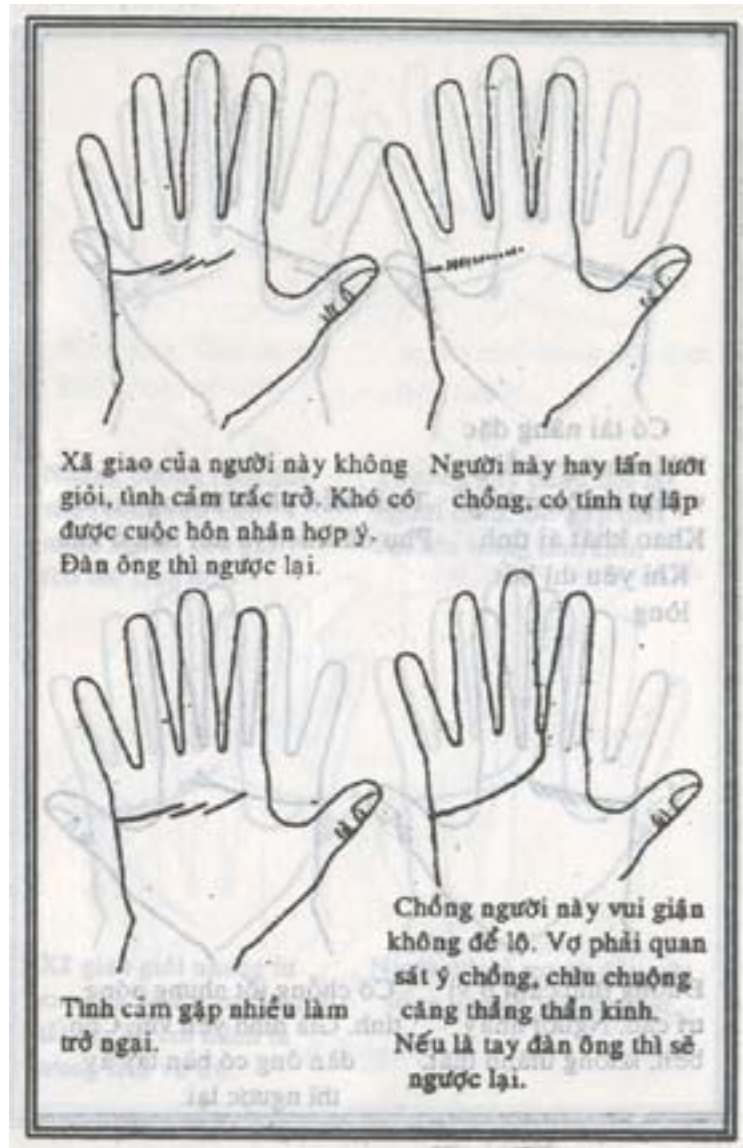 Xã giao của người này không
giỏi, tình cảm trắc trở. Khó có
được cuộc hôn nhân hợp ý.
Đàn ông thì ngược lại.
Người này hay lấn lướt
chồng, có tính tự lập
Tình cảm gặp nhiều làm
trở ngại.
Chồng người này vui giận
không để lộ. Vợ phải quan
sát ý chồng, chìu chuộng
căng thẳng thần kinh.
Nếu là tay đàn ông thì sẽ
ngược lại.